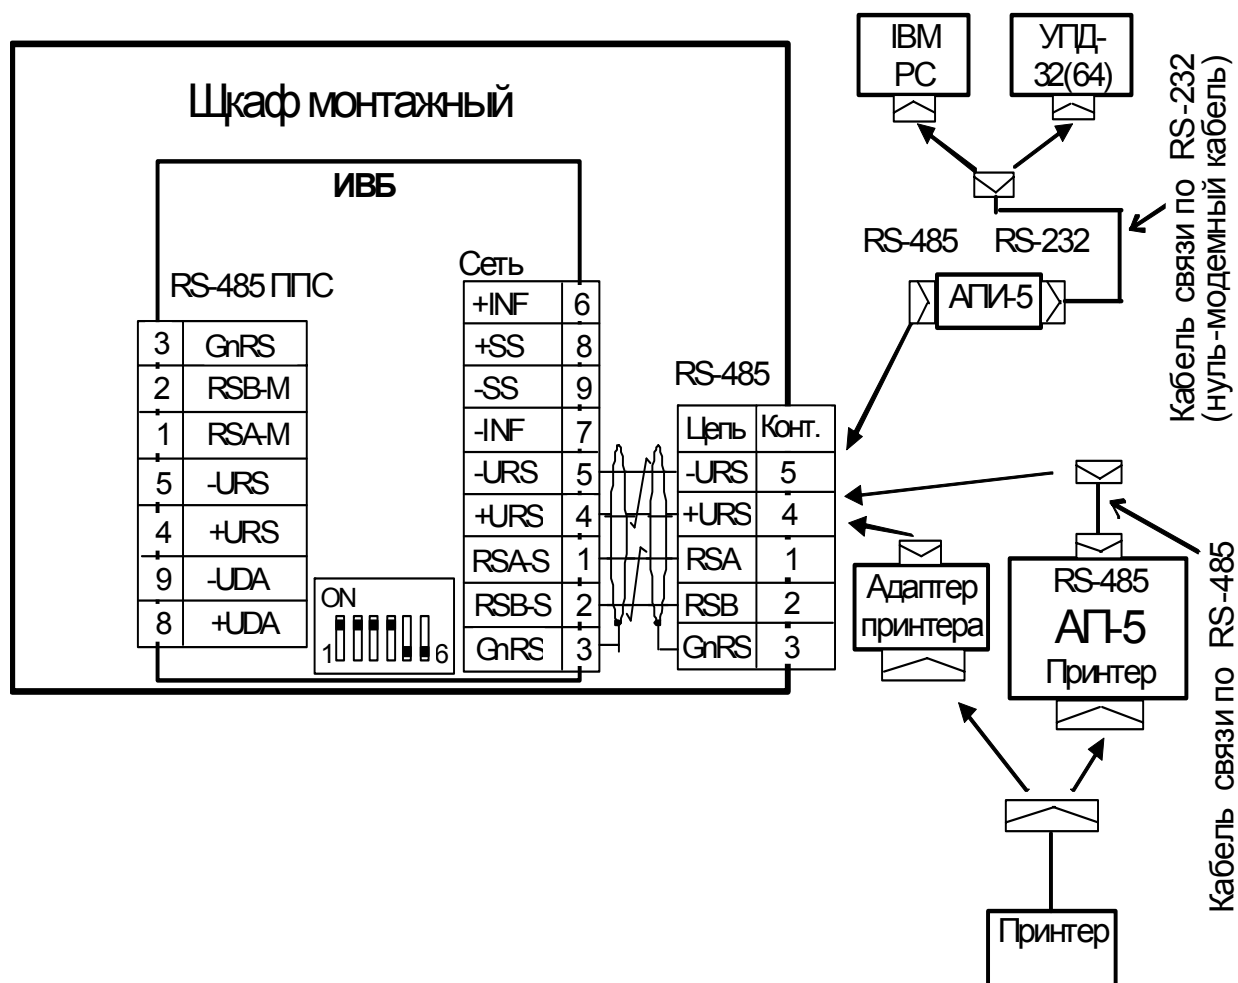 IBM
PC
УПД-
32(64)
Кабель связи по RS-232
(нуль-модемный кабель)
Шкаф монтажный
ИВБ
RS-485 RS-232
АПИ-5
RS-485 ППС
3 GnRS
2 RSB-M
1 RSA-M
5 -URS
4 +URS
9 -UDA
8 +UDA
ON
1 6
Сеть
+INF 6
+SS 8
-SS 9
-INF 7
-URS 5
+URS 4
RSA-S 1
RSB-S 2
GnRS 3
RS-485
Цепь Конт.
-URS 5
+URS 4
RSA 1
RSB 2
GnRS 3
Адаптер
принтера
RS-485
АП-5
Принтер
Кабель связи по RS-485
Принтер